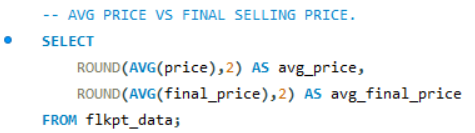 -- AVG PRICE VS FINAL SELLING PRICE.
SELECT
ROUND(AVG(price),2) AS avg_price,
ROUND(AVG(final_price),2) AS avg_final_price
FROM flkpt_data;